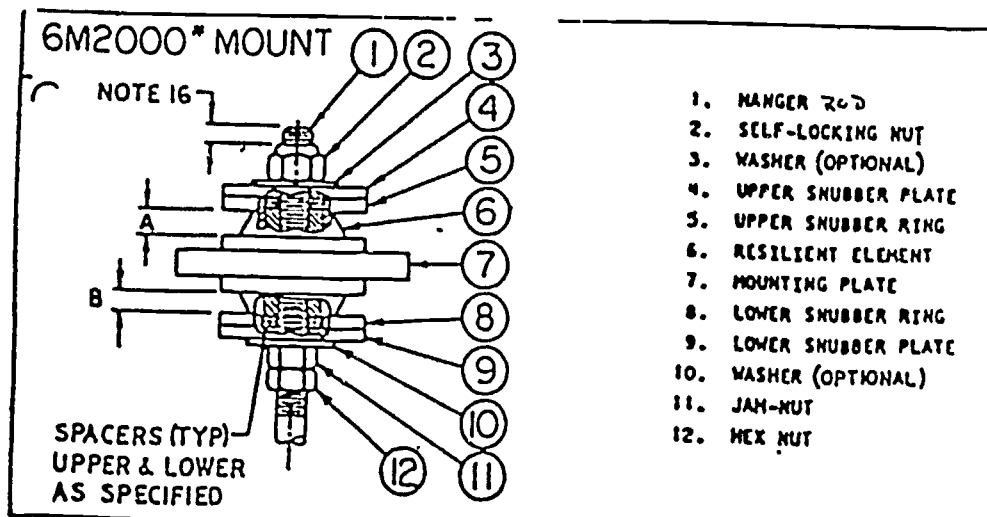 6M2000* MOUNT
NOTE 16
A
B
SPACERS (TYP)
UPPER & LOWER
AS SPECIFIED
1
2
3
4
5
6
7
8
9
10
11
12
1. HANGER ROD
2. SELF-LOCKING NUT
3. WASHER (OPTIONAL)
4. UPPER SNUBBER PLATE
5. UPPER SNUBBER RING
6. RESILIENT ELEMENT
7. MOUNTING PLATE
8. LOWER SNUBBER RING
9. LOWER SNUBBER PLATE
10. WASHER (OPTIONAL)
11. JAM-NUT
12. HEX NUT